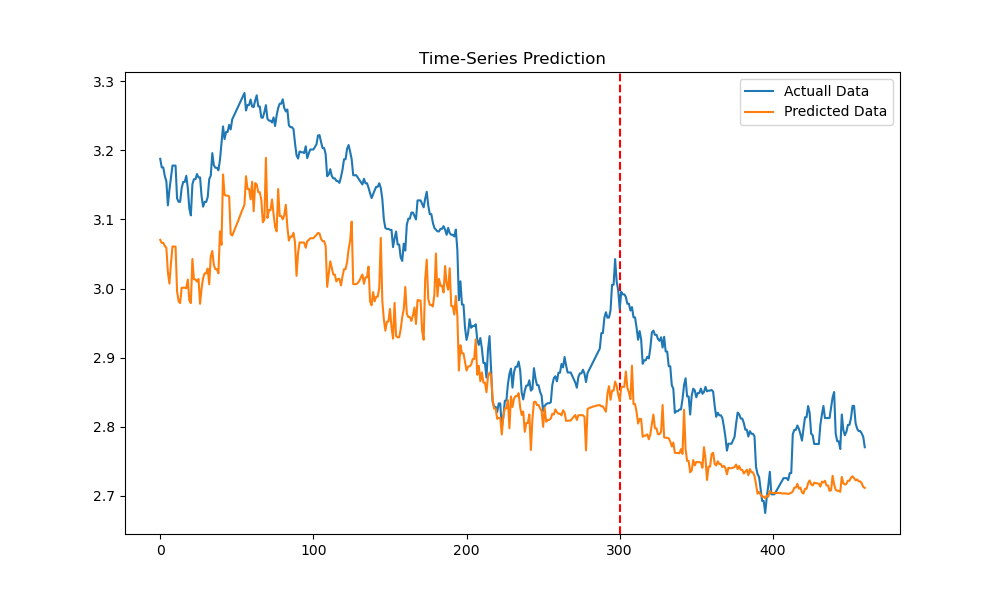 Time-Series Prediction
Actuall Data
Predicted Data
3.3
3.2
3.1
3.0
2.9
2.8
2.7
0 100 200 300 400